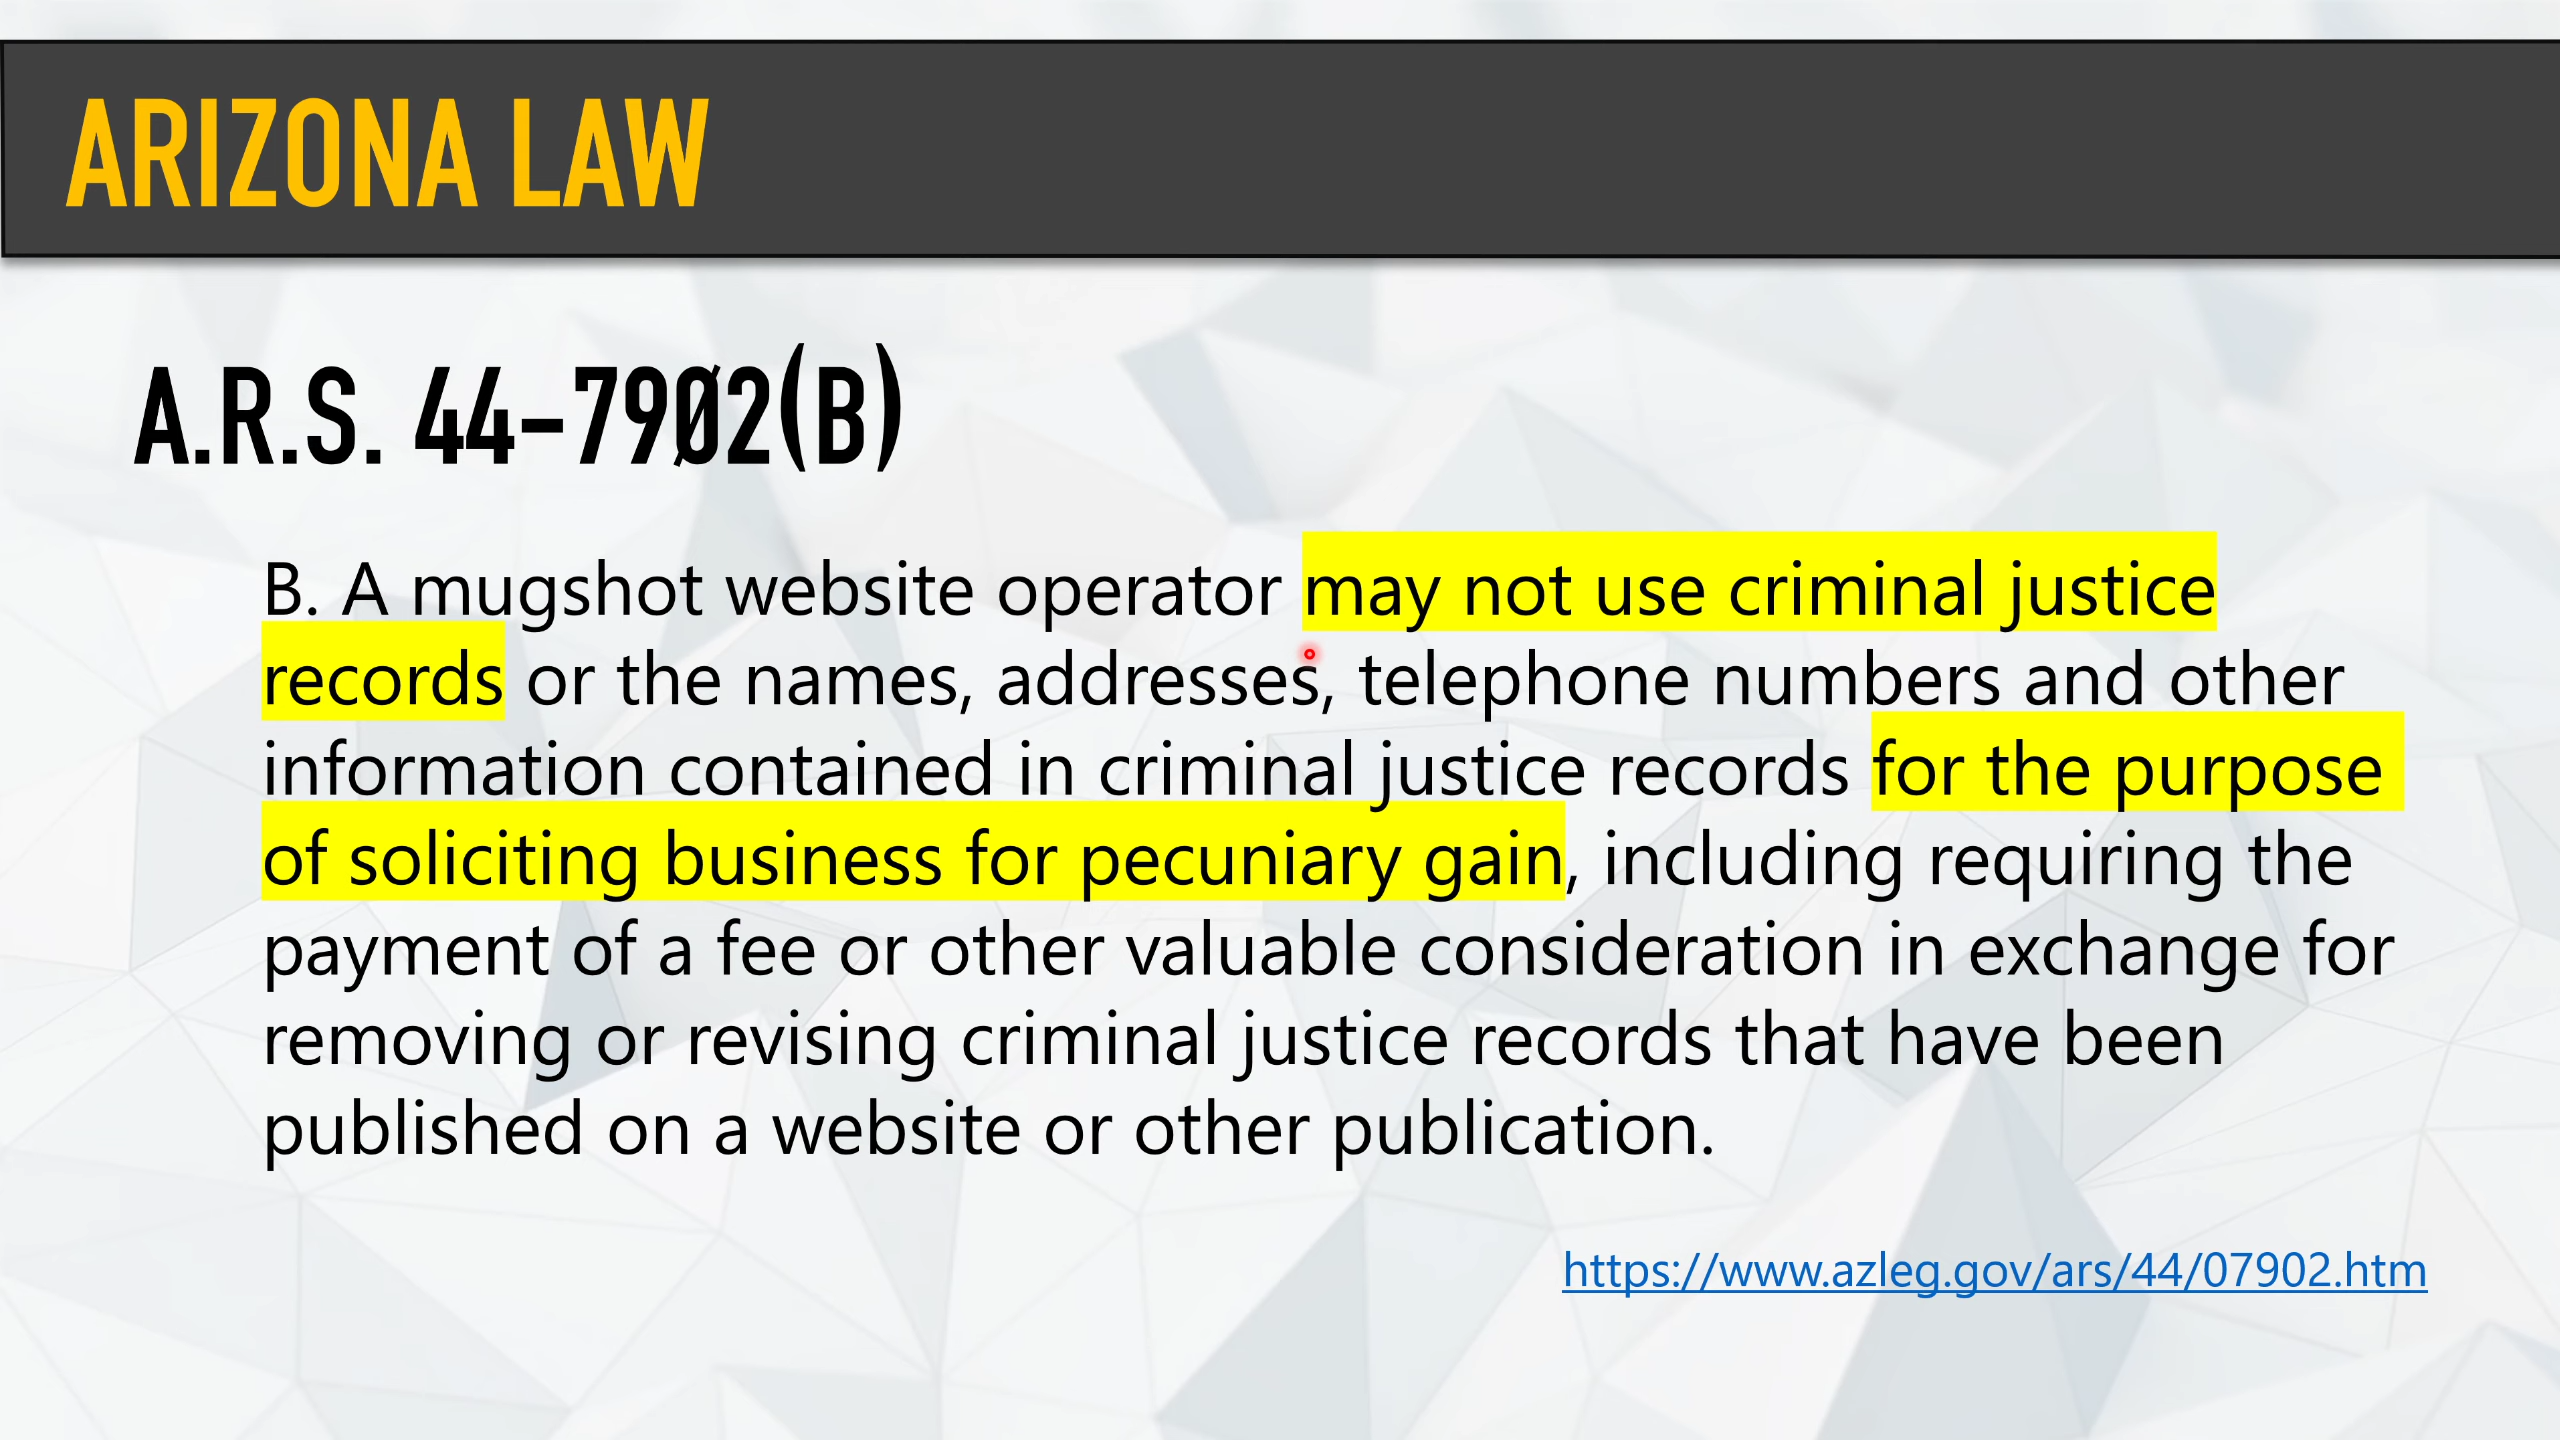 ARIZONA LAW
A.R.S. 44-7902(B)
B. A mugshot website operator may not use criminal justice
records or the names, addresses, telephone numbers and other
information contained in criminal justice records for the purpose
of soliciting business for pecuniary gain, including requiring the
payment of a fee or other valuable consideration in exchange for
removing or revising criminal justice records that have been
published on a website or other publication.
https://www.azleg.gov/ars/44/07902.htm